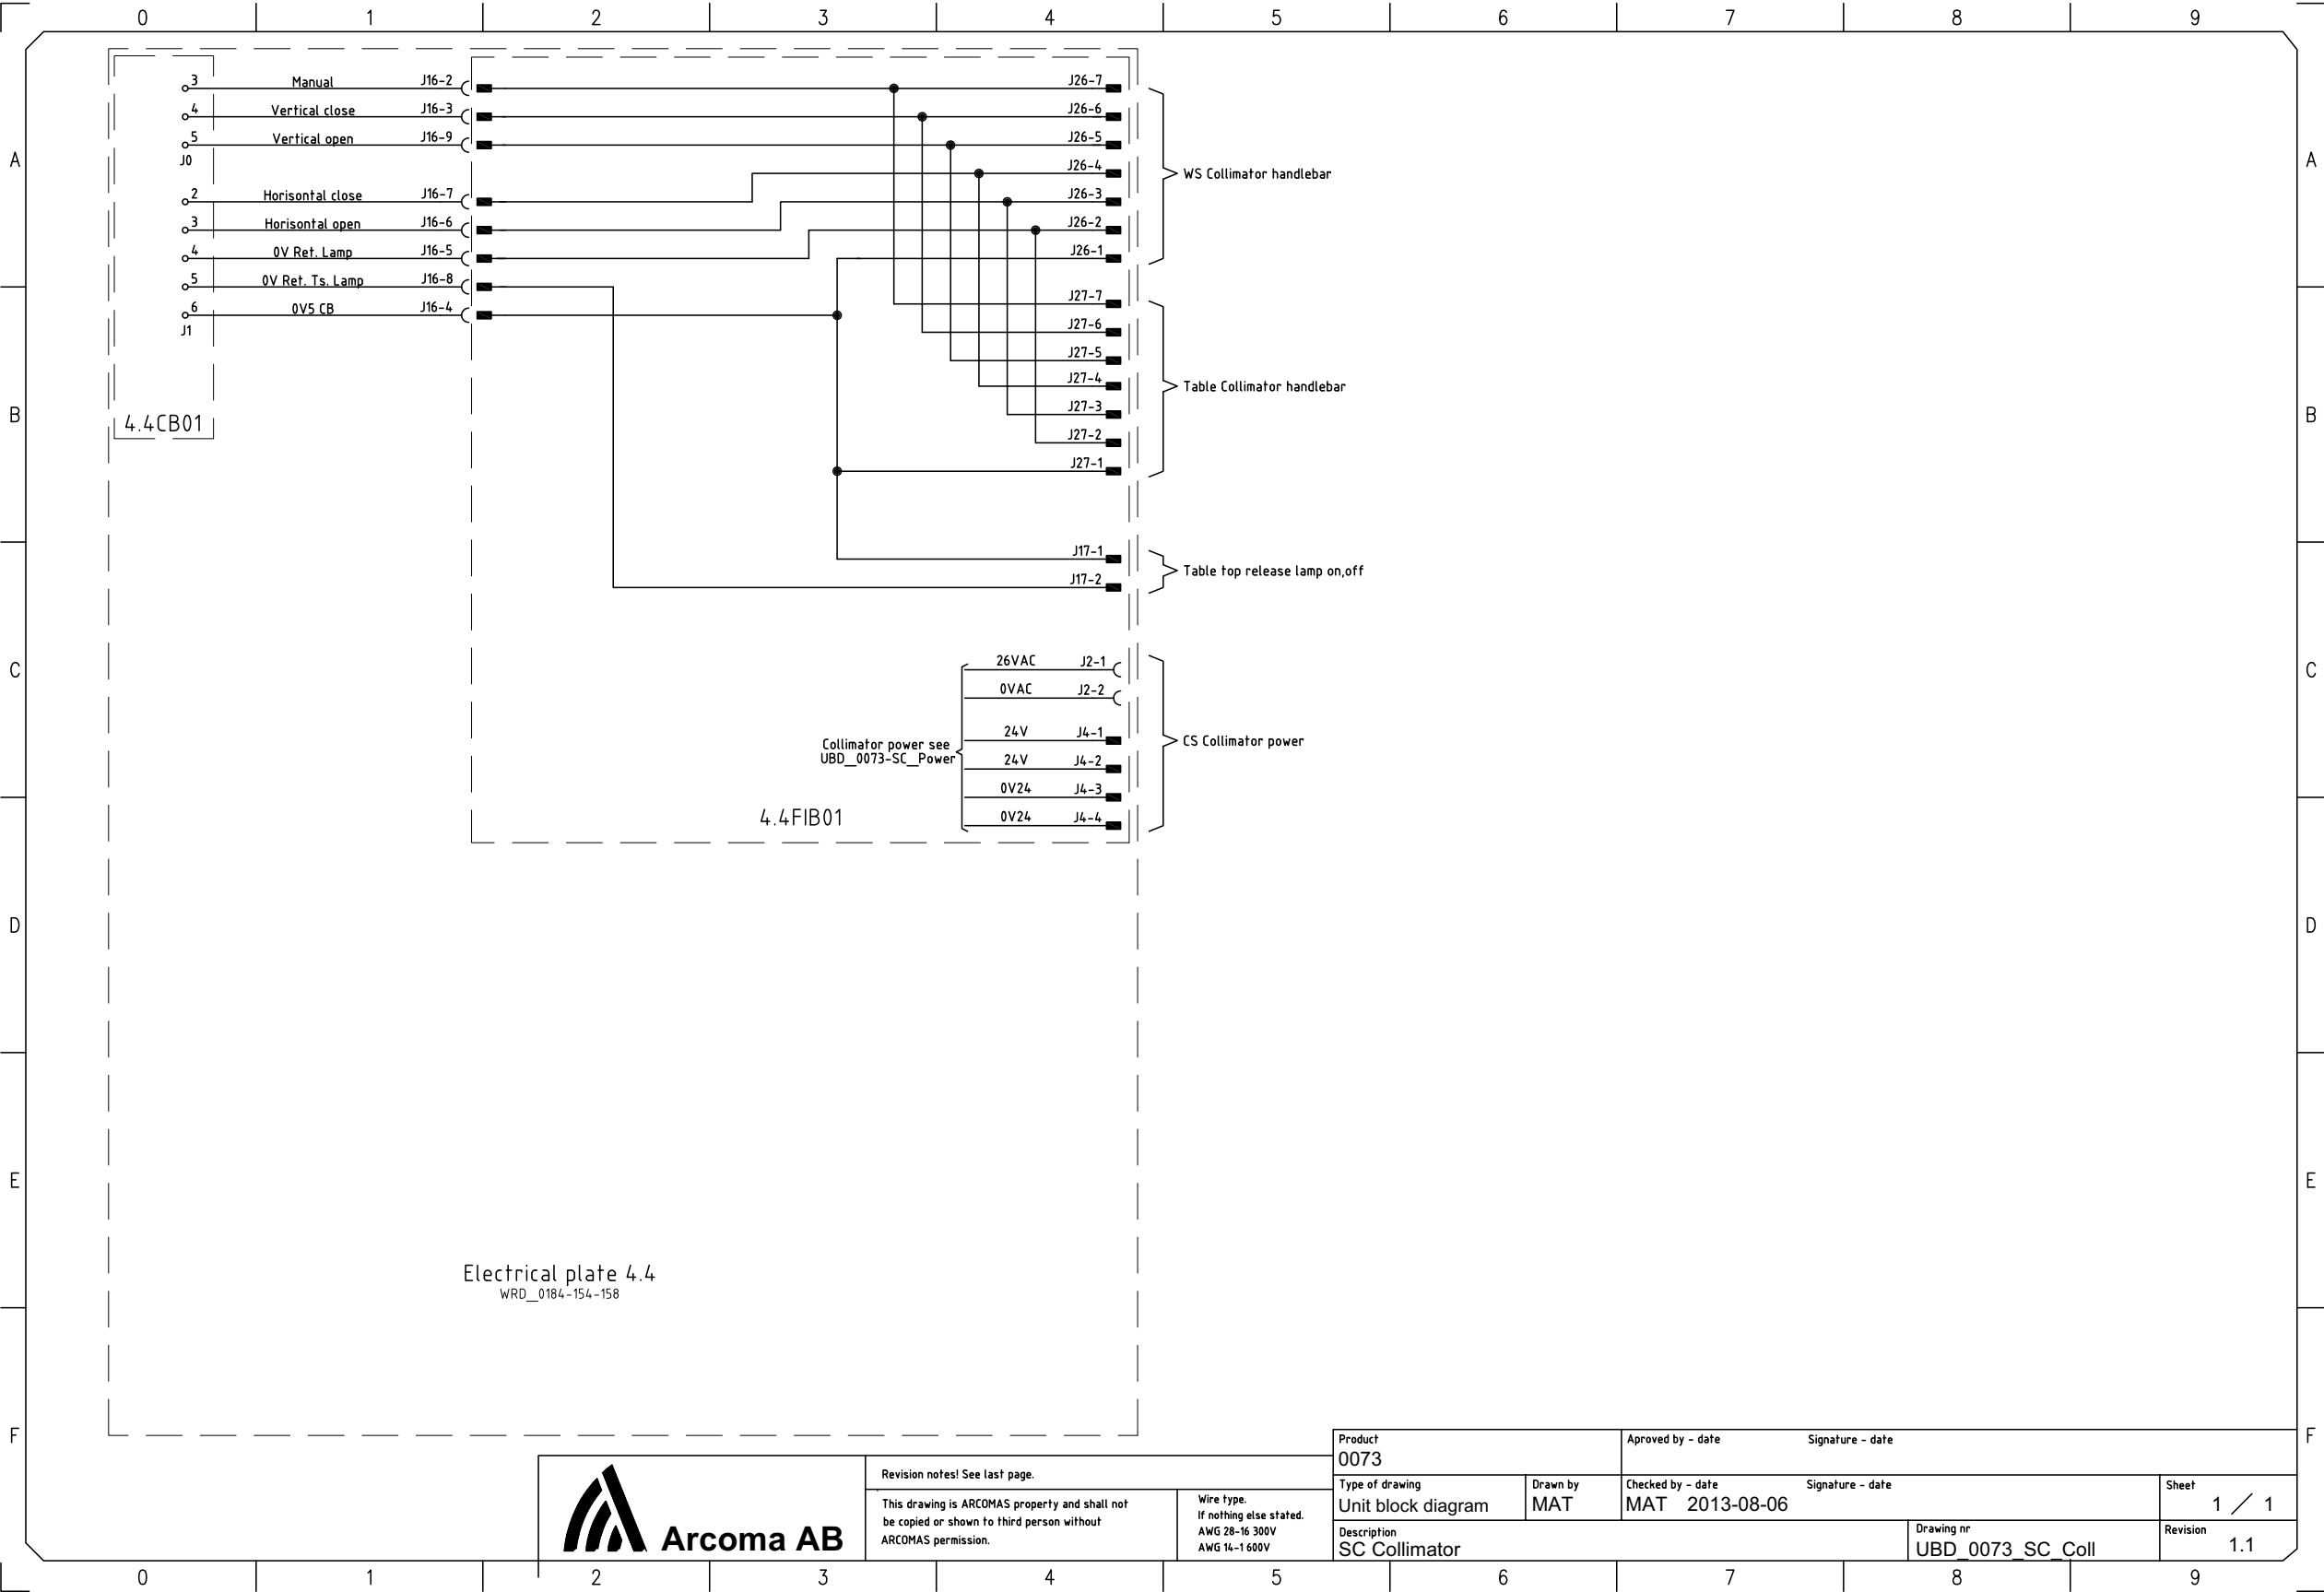 0 1 2 3 4 5 6 7 8 9
3 Manual J16-2 J26-7
4 Vertical close J16-3 J26-6
5 Vertical open J16-9 J26-5
J0
A A
J26-4
WS Collimator handlebar
2 Horisontal close J16-7 J26-3
3 Horisontal open J16-6 J26-2
4 0V Ret. Lamp J16-5 J26-1
5 0V Ret. Ts. Lamp J16-8
J27-7
6 0V5 CB J16-4
J1
J27-6
J27-5
J27-4
Table Collimator handlebar
J27-3
B B
4.4CB01
J27-2
J27-1
J17-1
Table top release lamp on,off
J17-2
26VAC J2-1
C C
0VAC J2-2
24V J4-1
CS Collimator power
Collimator power see
UBD_0073-SC_Power
24V J4-2
0V24 J4-3
0V24 J4-4
4.4FIB01
D D
E E
Electrical plate 4.4
WRD_0184-154-158
F F
Arcoma AB
Revision notes! See last page.
This drawing is ARCOMAS property and shall not
be copied or shown to third person without
ARCOMAS permission.
Wire type.
If nothing else stated.
AWG 28-16 300V
AWG 14-1 600V
Product
0073
Aproved by - date Signature - date
Type of drawing
Unit block diagram
Drawn by
MAT
Checked by - date Signature - date
MAT 2013-08-06
Sheet
1 / 1
Description
SC Collimator
Drawing nr
UBD_0073_SC_Coll
Revision
1.1
0 1 2 3 4 5 6 7 8 9